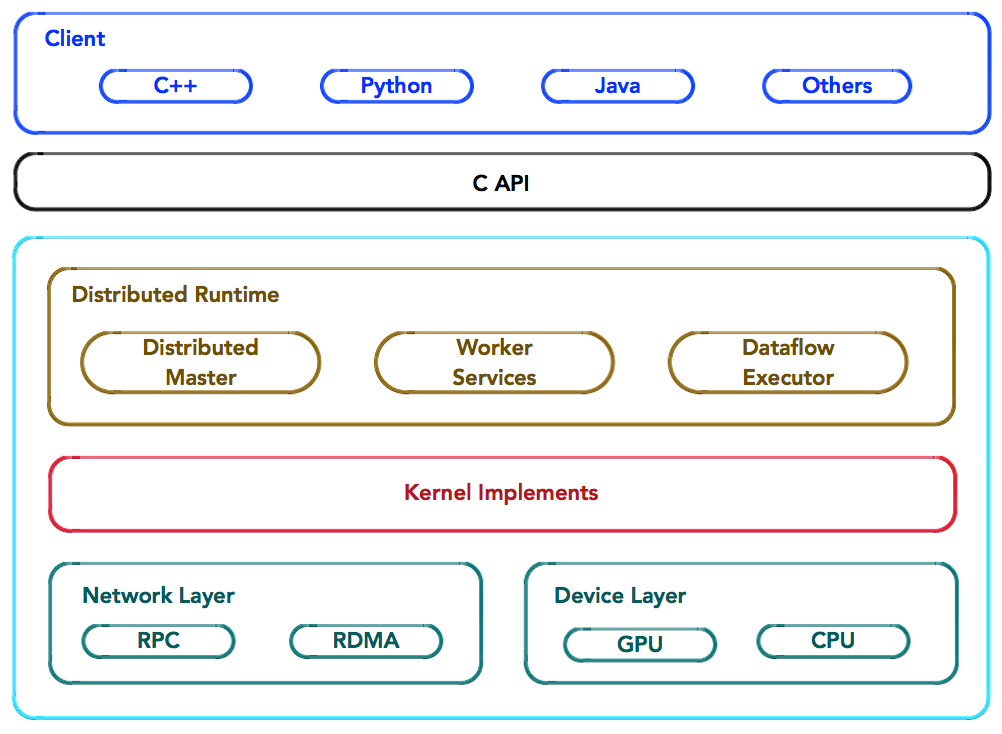 Client
C++
Python
Java
Others
C API
Distributed Runtime
Distributed
Master
Worker
Services
Dataflow
Executor
Kernel Implements
Network Layer
RPC
RDMA
Device Layer
GPU
CPU